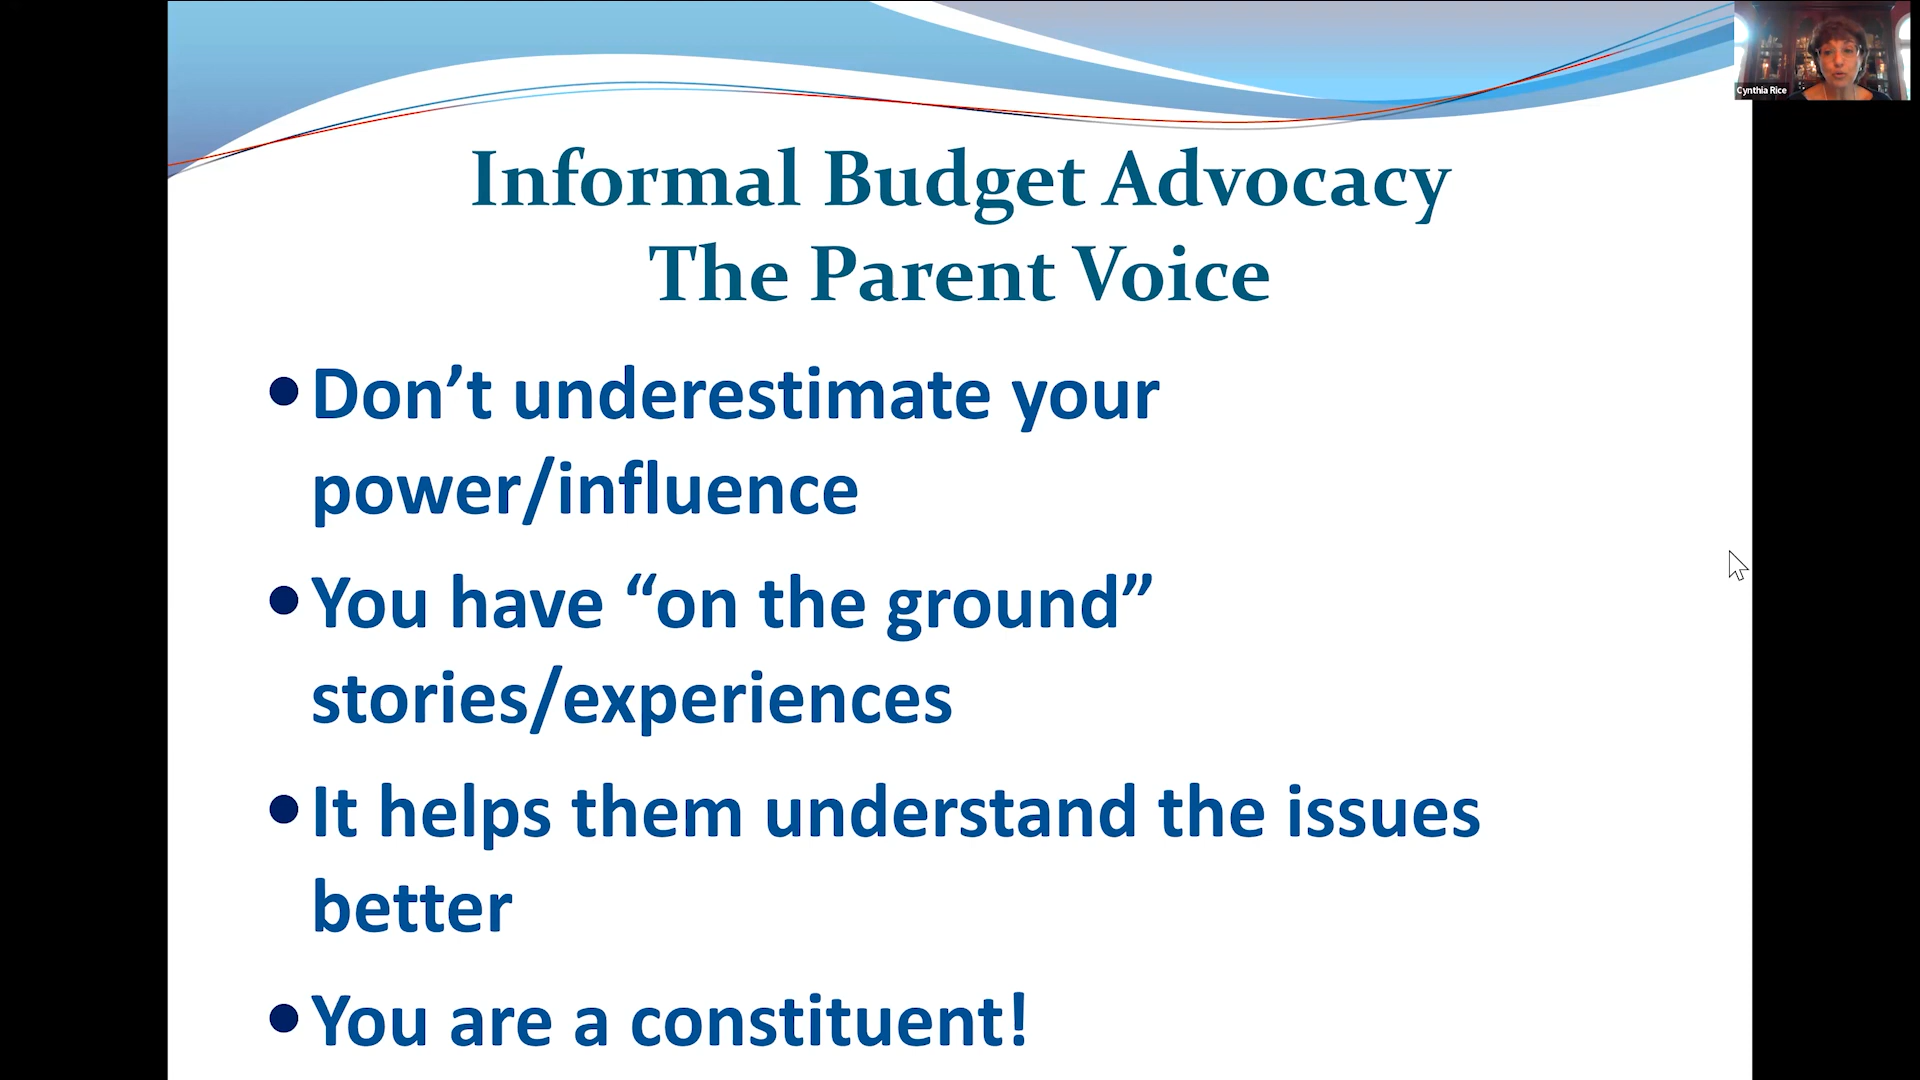 Cynthia Rice
Informal Budget Advocacy
The Parent Voice
•Don’t underestimate your
power/influence
•You have “on the ground”
stories/experiences
•It helps them understand the issues
better
•You are a constituent!